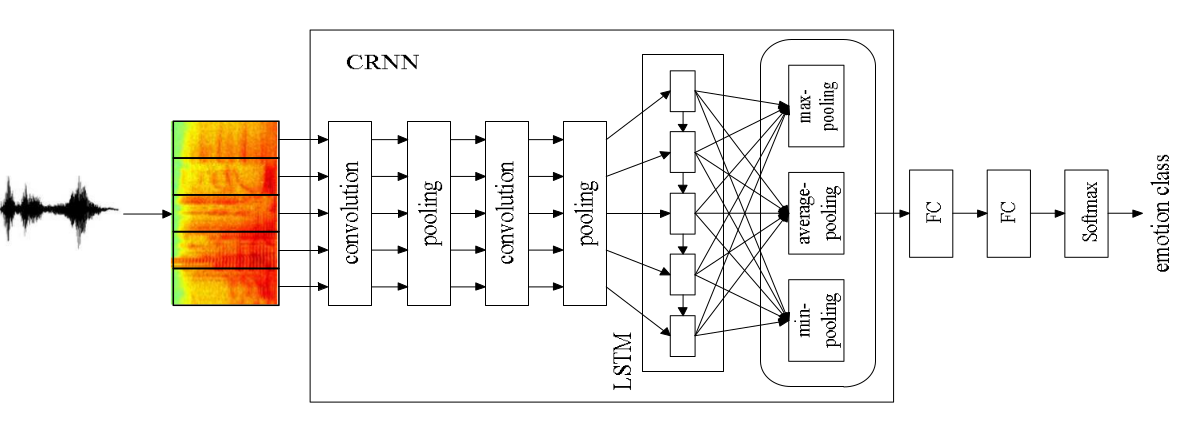 CRNN
convolution
pooling
convolution
pooling
LSTM
max-
pooling
average-
pooling
min-
pooling
FC
FC
Softmax
emotion class